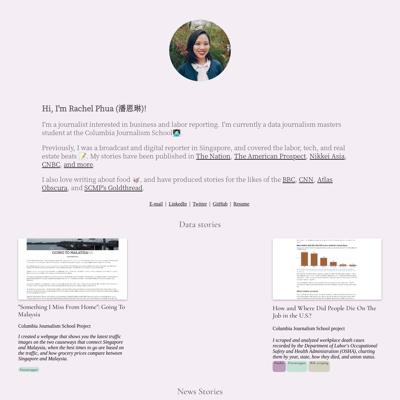 Hi, I'm Rachel Phua (潘恩琳)!
I'm a journalist interested in business and labor reporting. I'm currently a data journalism masters
student at the Columbia Journalism School
Previously, I was a broadcast and digital reporter in Singapore, and covered the labor, tech, and real
estate beats 📝. My stories have been published in The Nation, The American Prospect, Nikkei Asia,
CNBC, and more.
I also love writing about food 🥡, and have produced stories for the likes of the BBC, CNN, Atlas
Obscura, and SCMP's Goldthread.
E-mail | LinkedIn | Twitter | GitHub | Resume
Data stories
GOING TO MALAYSIA
"Something I Miss From Home": Going To
Malaysia
Columbia Journalism School Project
I created a webpage that shows you the latest traffic
images on the two causeways that connect Singapore
and Malaysia, when the best times to go are based on
the traffic, and how grocery prices compare between
Singapore and Malaysia.
How and Where Did People Die On The
Job in the U.S?
Columbia Journalism School project
I scraped and analyzed workplace death cases
recorded by the Department of Labor's Occupational
Safety and Health Administration (OSHA), charting
them by year, state, how they died, and union status.
News Stories